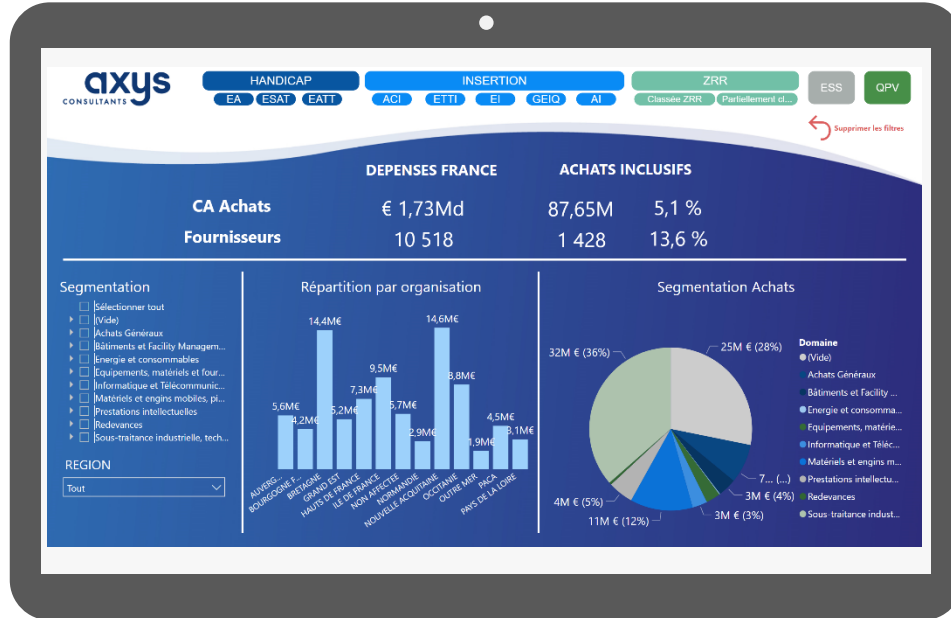 axys
CONSULTANTS
HANDICAP
EA ESAT EATT
INSERTION
ACI ETTI EI GEIQ AI
ZRR
Classée ZRR Partiellement cl...
ESS
QPV
Supprimer les filtres
DEPENSES FRANCE ACHATS INCLUSIFS
CA Achats € 1,73Md 87,65M 5,1 %
Fournisseurs 10 518 1 428 13,6 %
Segmentation
Sélectionner tout
(Vide)
Achats Généraux
Bâtiments et Facility Managem...
Energie et consommables
Equipements, matériels et four...
Informatique et Télécommunic...
Matériels et engins mobiles, pi...
Prestations intellectuelles
Redevances
Sous-traitance industrielle, tech...
REGION
Tout
Répartition par organisation
5,6M€
4,2M€
14,4M€
5,2M€
7,3M€
9,5M€
5,7M€
2,9M€
14,6M€
8,8M€
1,9M€
4,5M€
3,1M€
AUVERG...
BOURGOGNE F...
BRETAGNE
GRAND EST
HAUTS DE FRANCE
ILE DE FRANCE
NON AFFECTEE
NORMANDIE
NOUVELLE AQUITAINE
OCCITANIE
OUTRE MER
PACA
PAYS DE LA LOIRE
Segmentation Achats
32M € (36%)
25M € (28%)
7... (...)
3M € (4%)
3M € (3%)
11M € (12%)
4M € (5%)
Domaine
(Vide)
Achats Généraux
Bâtiments et Facility ...
Energie et consomma...
Equipements, matérie...
Informatique et Téléc...
Matériels et engins m...
Prestations intellectu...
Redevances
Sous-traitance indust...